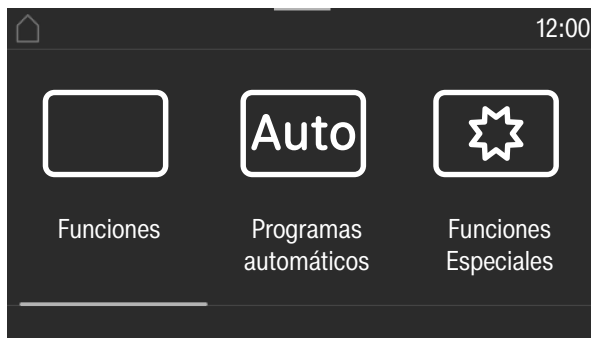 12:00
Auto
Funciones
Programas
automáticos
Funciones
Especiales